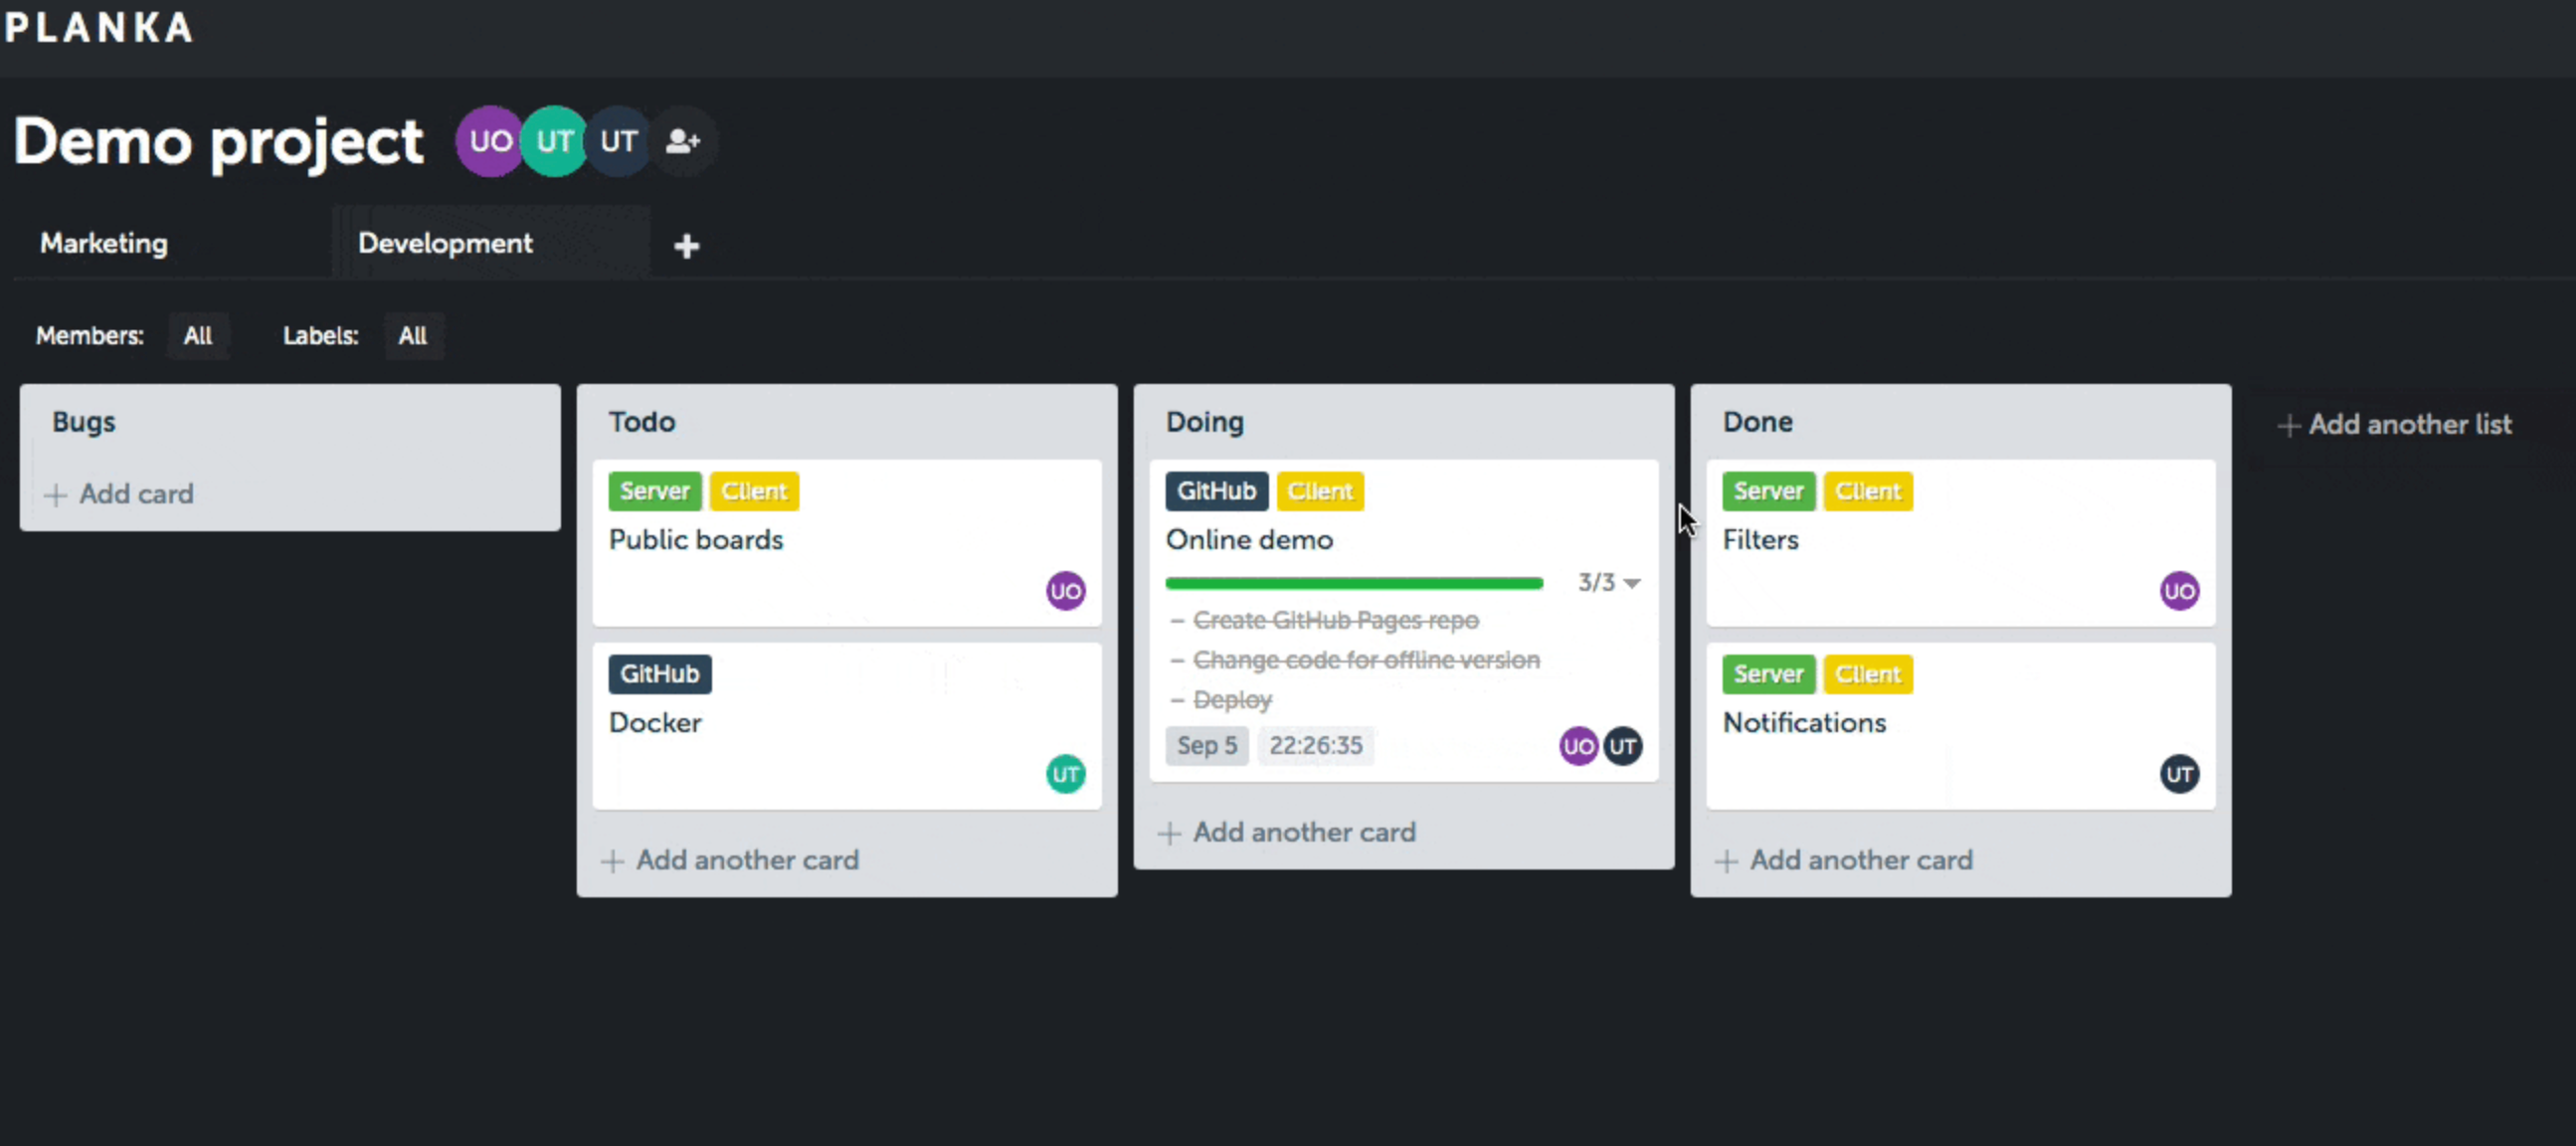 PLANKA
Demo project UO UT UT
Marketing Development
Members: All Labels: All
Bugs
+ Add card
Todo
Server Client
Public boards
UO
GitHub
Docker
UT
+ Add another card
Doing
GitHub Client
Online demo
3/3
- Create GitHub Pages repo
- Change code for offline version
- Deploy
Sep 5 22:26:35 UO UT
+ Add another card
Done
Server Client
Filters
UO
Server Client
Notifications
UT
+ Add another card
+ Add another list